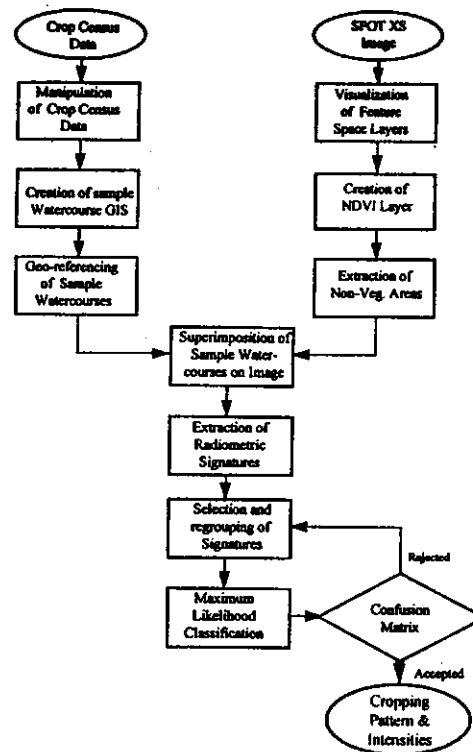 Crop Census
Data
Manipulation
of Crop Census
Data
Creation of sample
Watercourse GIS
Geo-referencing
of Sample
Watercourses
SPOT XS
Image
Visualization
of Feature
Space Layers
Creation of
NDVI Layer
Extraction of
Non-Veg. Areas
Superimposition of
Sample Water-
courses on Image
Extraction of
Radiometric
Signatures
Selection and
regrouping of
Signatures
Maximum
Likelihood
Classification
Rejected
Confusion
Matrix
Accepted
Cropping
Pattern &
Intensities